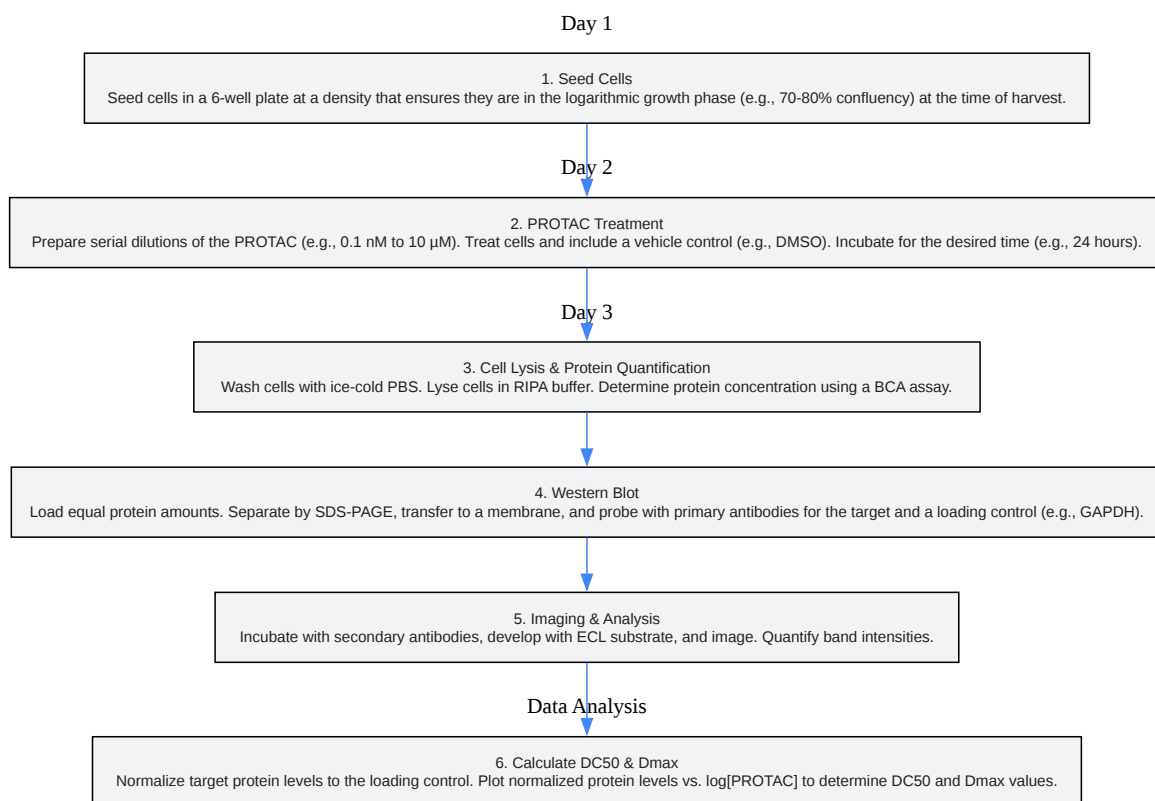 Day 1
1. Seed Cells
Seed cells in a 6-well plate at a density that ensures they are in the logarithmic growth phase (e.g., 70-80% confluency) at the time of harvest.
Day 2
2. PROTAC Treatment
Prepare serial dilutions of the PROTAC (e.g., 0.1 nM to 10 µM). Treat cells and include a vehicle control (e.g., DMSO). Incubate for the desired time (e.g., 24 hours).
Day 3
3. Cell Lysis & Protein Quantification
Wash cells with ice-cold PBS. Lyse cells in RIPA buffer. Determine protein concentration using a BCA assay.
4. Western Blot
Load equal protein amounts. Separate by SDS-PAGE, transfer to a membrane, and probe with primary antibodies for the target and a loading control (e.g., GAPDH).
5. Imaging & Analysis
Incubate with secondary antibodies, develop with ECL substrate, and image. Quantify band intensities.
Data Analysis
6. Calculate DC50 & Dmax
Normalize target protein levels to the loading control. Plot normalized protein levels vs. log[PROTAC] to determine DC50 and Dmax values.